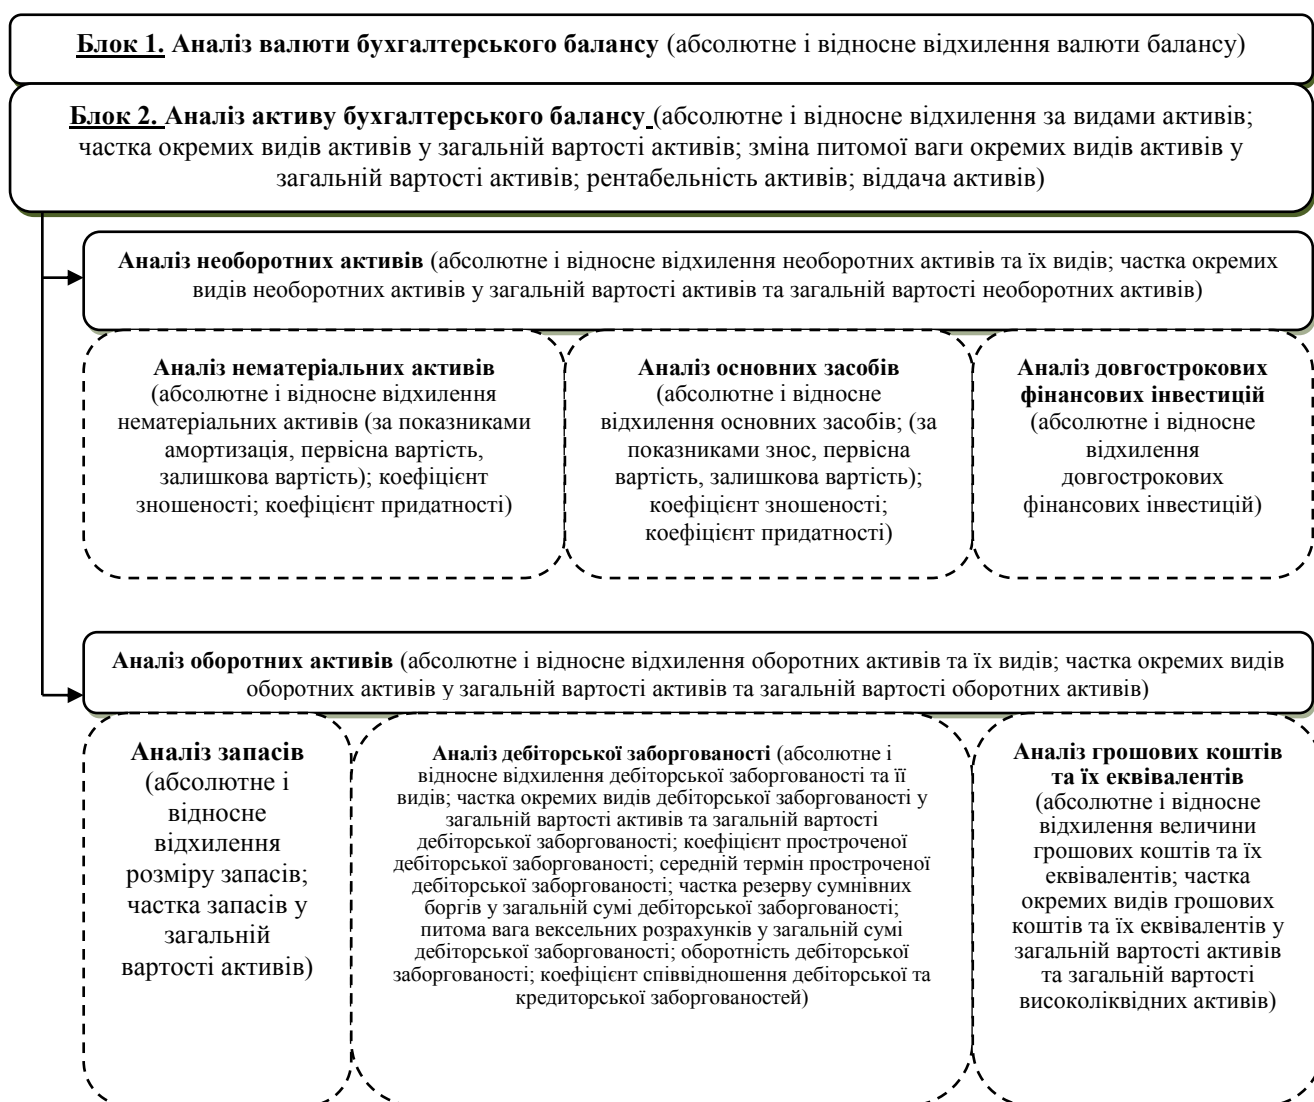 Блок 1. Аналіз валюти бухгалтерського балансу (абсолютне і відносне відхилення валюти балансу)
Блок 2. Аналіз активу бухгалтерського балансу (абсолютне і відносне відхилення за видами активів;
частка окремих видів активів у загальній вартості активів; зміна питомої ваги окремих видів активів у
загальній вартості активів; рентабельність активів; віддача активів)
Аналіз необоротних активів (абсолютне і відносне відхилення необоротних активів та їх видів; частка окремих
видів необоротних активів у загальній вартості активів та загальній вартості необоротних активів)
Аналіз нематеріальних активів
(абсолютне і відносне відхилення
нематеріальних активів (за показниками
амортизація, первісна вартість,
залишкова вартість); коефіцієнт
зношеності; коефіцієнт придатності)
Аналіз основних засобів
(абсолютне і відносне
відхилення основних засобів; (за
показниками знос, первісна
вартість, залишкова вартість);
коефіцієнт зношеності;
коефіцієнт придатності)
Аналіз довгострокових
фінансових інвестицій
(абсолютне і відносне
відхилення
довгострокових
фінансових інвестицій)
Аналіз оборотних активів (абсолютне і відносне відхилення оборотних активів та їх видів; частка окремих видів
оборотних активів у загальній вартості активів та загальній вартості оборотних активів)
Аналіз запасів
(абсолютне і
відносне
відхилення
розміру запасів;
частка запасів у
загальній
вартості активів)
Аналіз дебіторської заборгованості (абсолютне і
відносне відхилення дебіторської заборгованості та її
видів; частка окремих видів дебіторської заборгованості у
загальній вартості активів та загальній вартості
дебіторської заборгованості; коефіцієнт простроченої
дебіторської заборгованості; середній термін простроченої
дебіторської заборгованості; частка резерву сумнівних
боргів у загальній сумі дебіторської заборгованості;
питома вага вексельних розрахунків у загальній сумі
дебіторської заборгованості; оборотність дебіторської
заборгованості; коефіцієнт співвідношення дебіторської та
кредиторської заборгованостей)
Аналіз грошових коштів
та їх еквівалентів
(абсолютне і відносне
відхилення величини
грошових коштів та їх
еквівалентів; частка
окремих видів грошових
коштів та їх еквівалентів у
загальній вартості активів
та загальній вартості
високоліквідних активів)